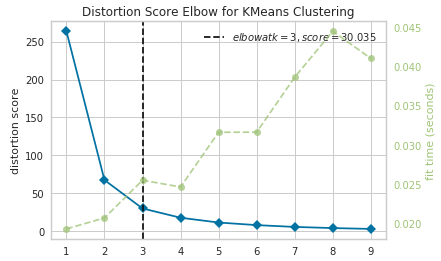 Distortion Score Elbow for KMeans Clustering
elbowatk = 3, score = 30.035
distortion score
250
200
150
100
50
0
1 2 3 4 5 6 7 8 9
0.045
0.040
0.035
0.030
0.025
0.020
fit time (seconds)